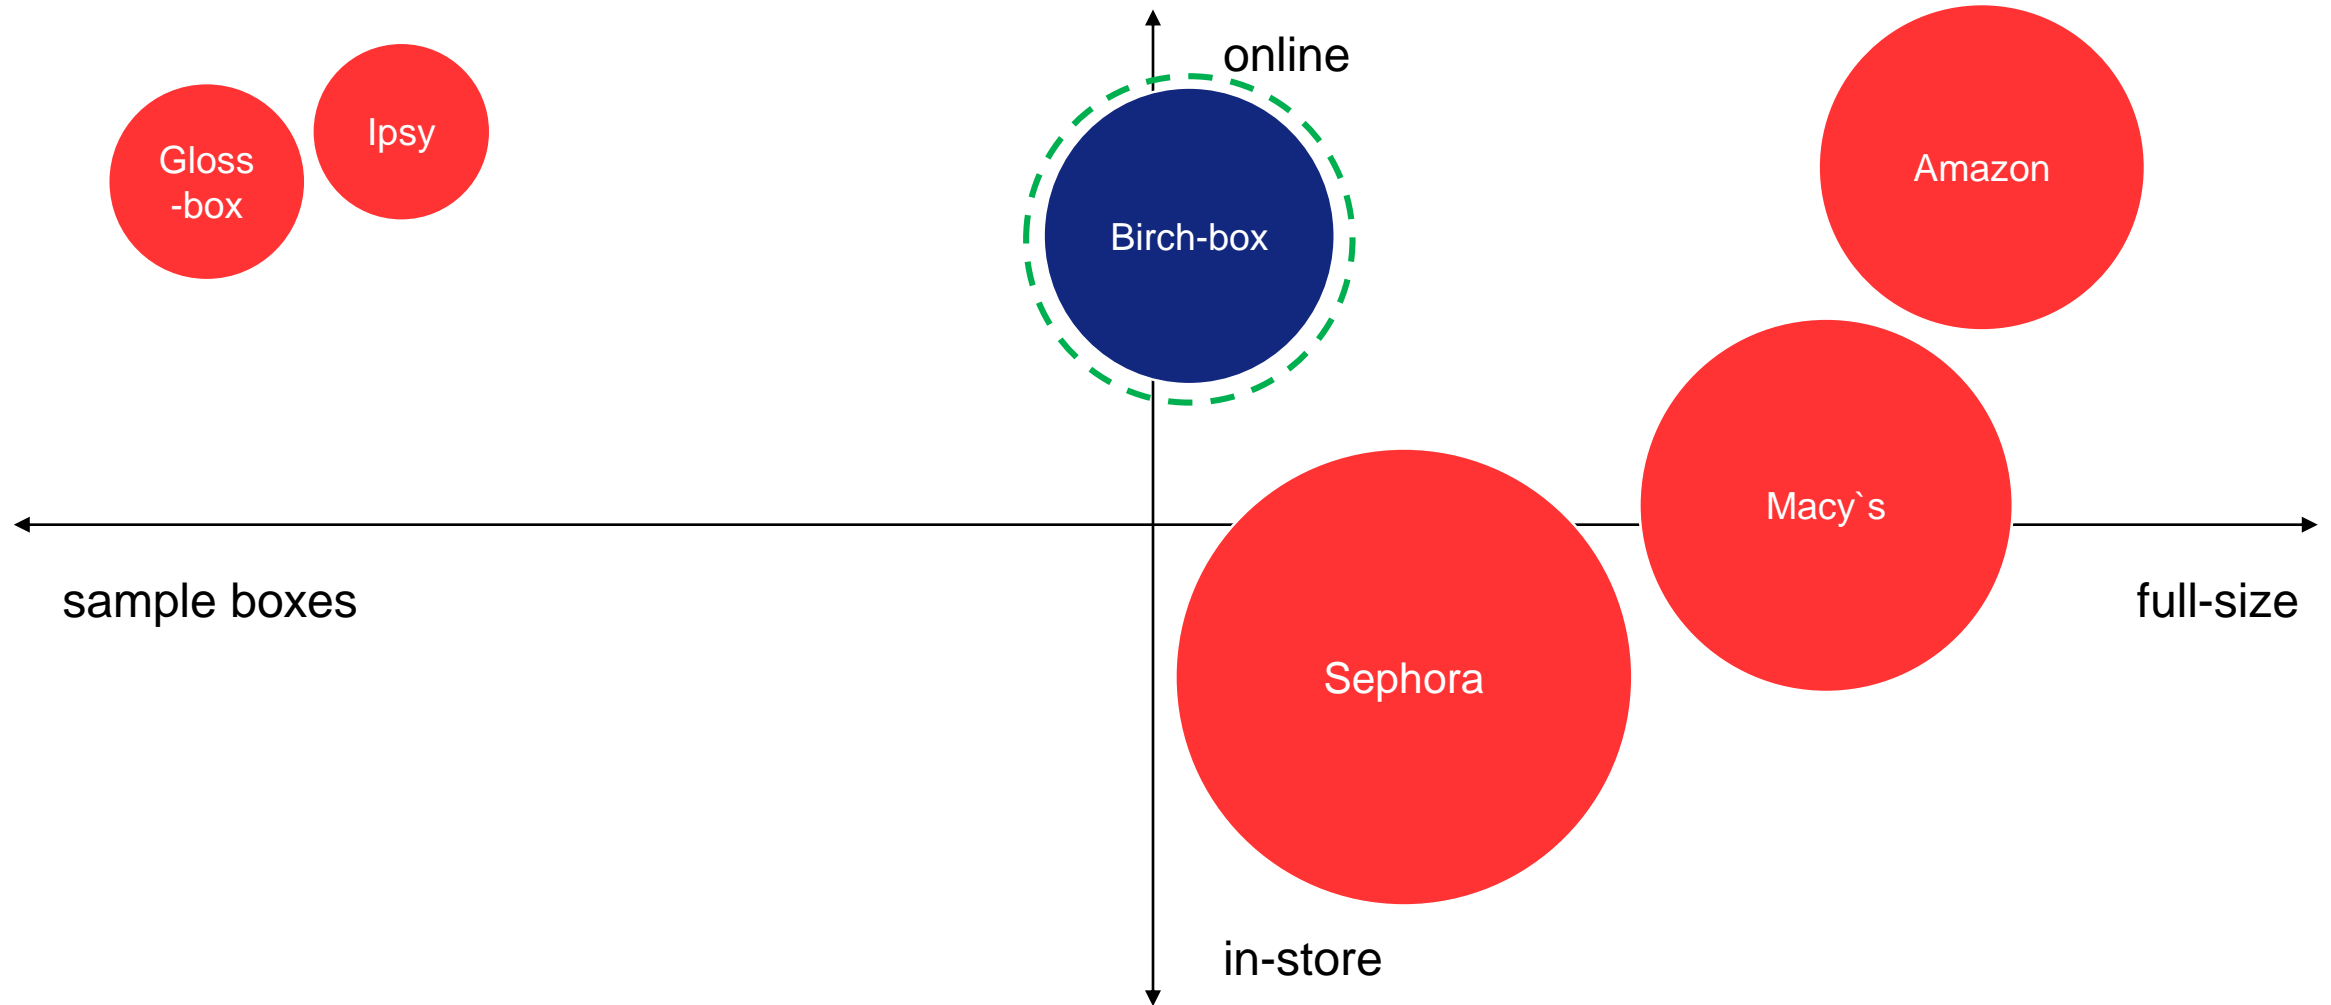 online
Ipsy
Gloss
-box
Amazon
Birch-box
Macy`s
sample boxes
full-size
Sephora
in-store